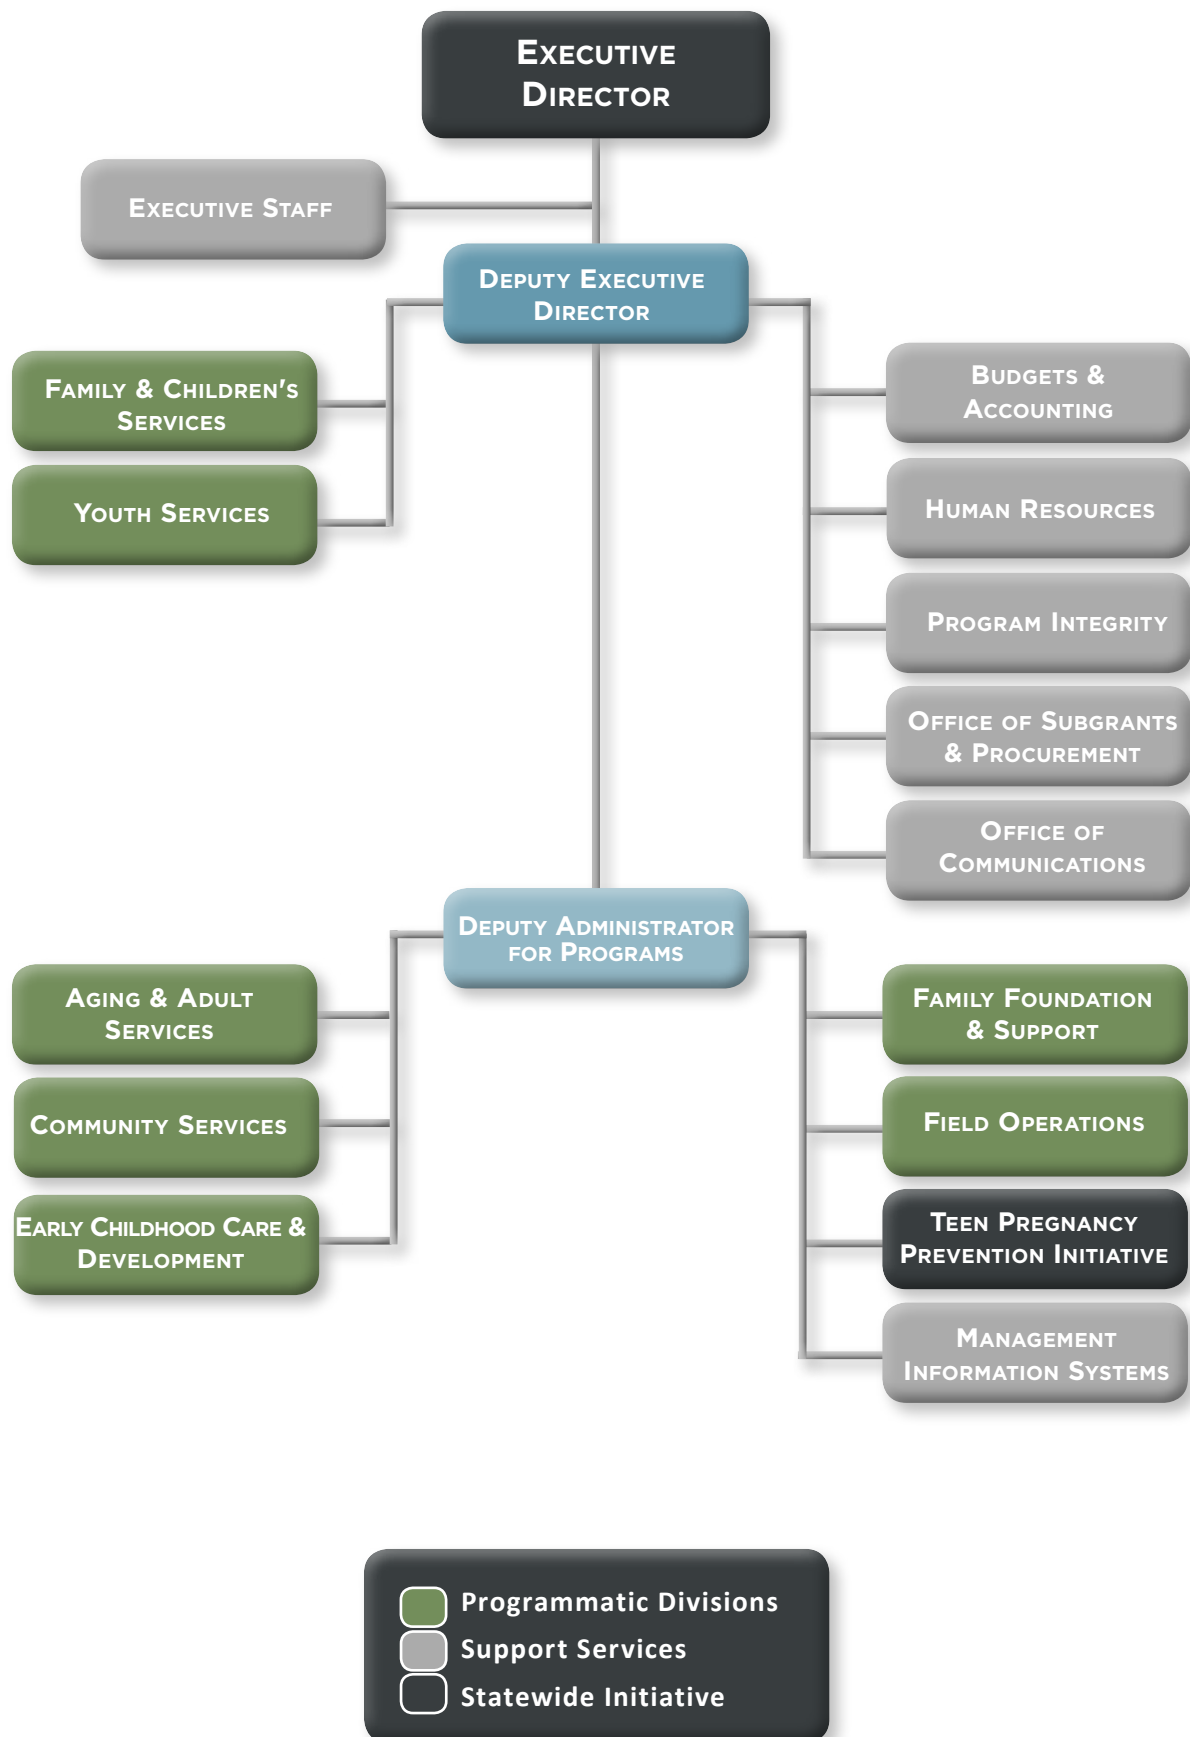 Executive
Director
Executive Staff
Deputy Executive
Director
Family & Children's
Services
Youth Services
Budgets &
Accounting
Human Resources
Program Integrity
Office of Subgrants
& Procurement
Office of
Communications
Deputy Administrator
for Programs
Aging & Adult
Services
Community Services
Early Childhood Care &
Development
Family Foundation
& Support
Field Operations
Teen Pregnancy
Prevention Initiative
Management
Information Systems
Programmatic Divisions
Support Services
Statewide Initiative